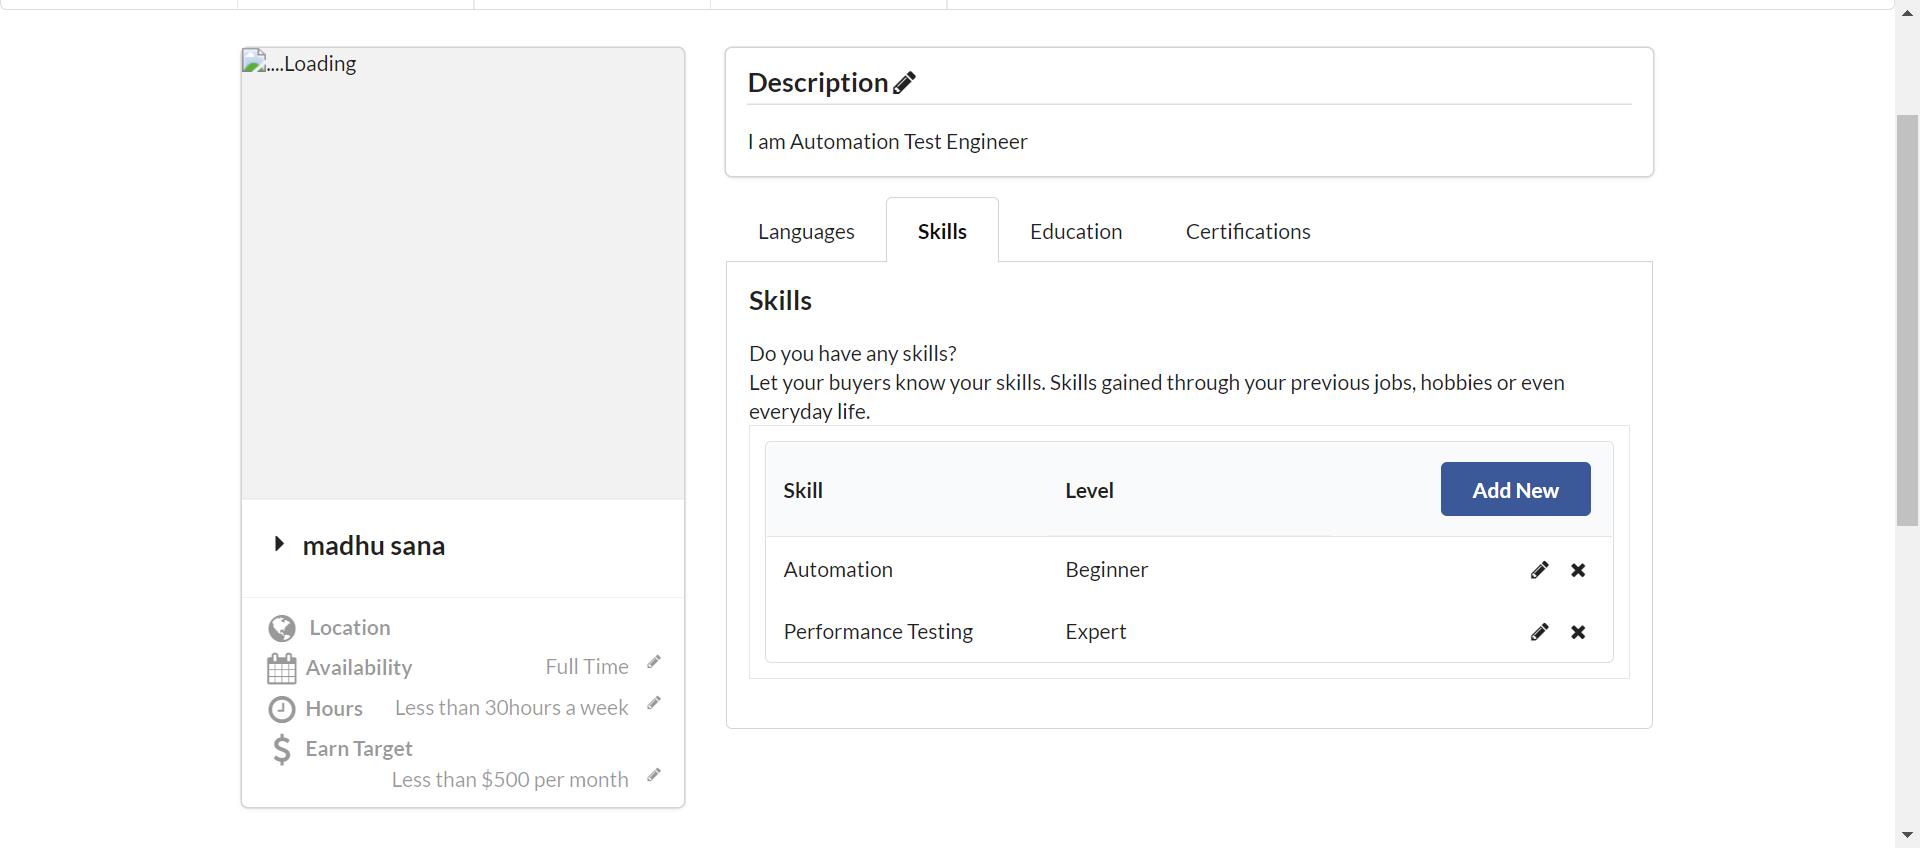 ....Loading
madhu sana
Location
Availability Full Time
Hours Less than 30hours a week
Earn Target
Less than $500 per month
Description
I am Automation Test Engineer
Languages Skills Education Certifications
Skills
Do you have any skills?
Let your buyers know your skills. Skills gained through your previous jobs, hobbies or even
everyday life.
Skill Level Add New
Automation Beginner
Performance Testing Expert